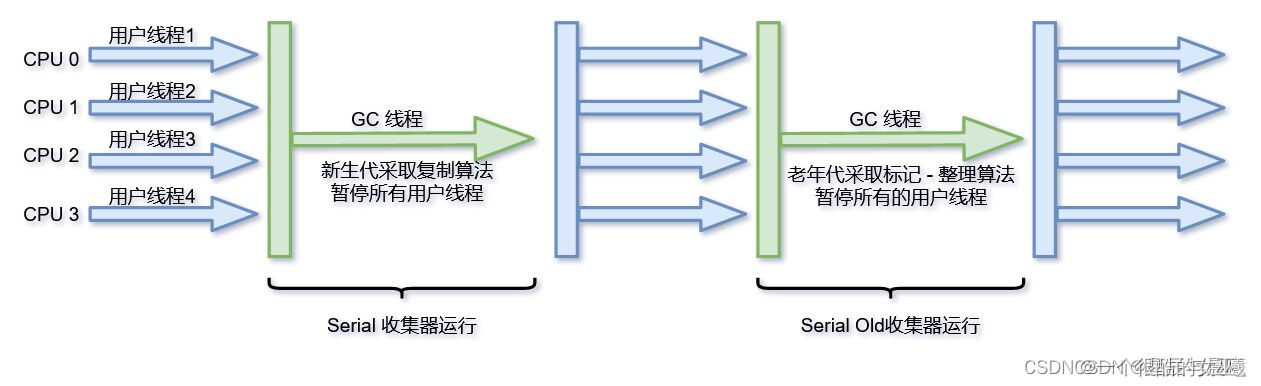 用户线程1
CPU 0
用户线程2
CPU 1
用户线程3
CPU 2
用户线程4
CPU 3
GC 线程
新生代采取复制算法
暂停所有用户线程
GC 线程
老年代采取标记 - 整理算法
暂停所有的用户线程
Serial 收集器运行
Serial Old收集器运行
CSDN